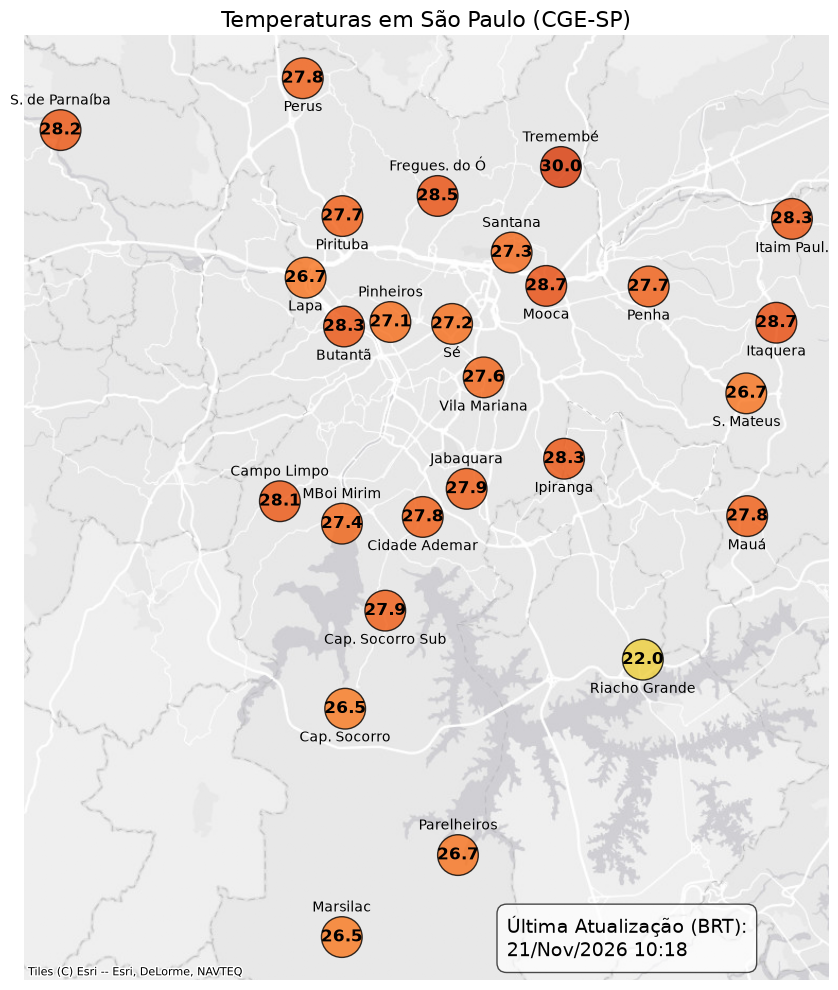 Temperaturas em São Paulo (CGE-SP)
27.8
Perus
S. de Parnaíba
28.2
Tremembé
30.0
Fregues. do Ó
28.5
27.7
Pirituba
28.3
Itaim Paul.
Santana
27.3
26.7
Lapa
28.7
Mooca
27.7
Penha
Pinheiros
27.1
28.3
Butantã
27.2
Sé
28.7
Itaquera
27.6
Vila Mariana
26.7
S. Mateus
Jabaquara
27.9
28.3
Ipiranga
Campo Limpo
28.1
MBoi Mirim
27.4
27.8
Cidade Ademar
27.8
Mauá
27.9
Cap. Socorro Sub
22.0
Riacho Grande
26.5
Cap. Socorro
Parelheiros
26.7
Marsilac
26.5
Última Atualização (BRT):
21/Nov/2026 10:18
Tiles (C) Esri -- Esri, DeLorme, NAVTEQ